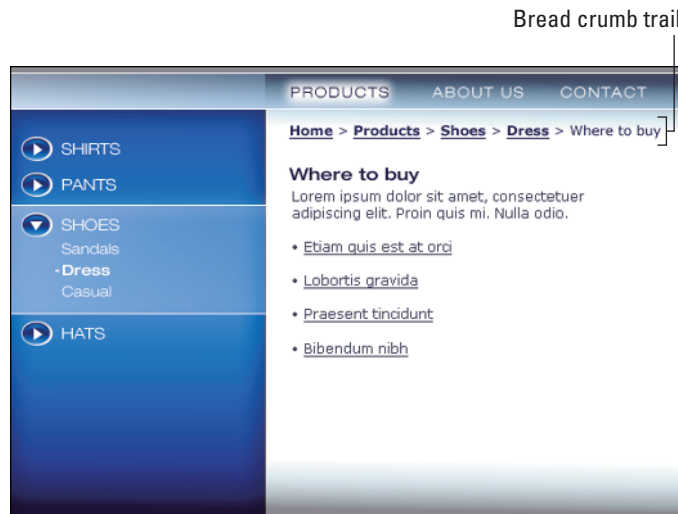 Bread crumb trail
PRODUCTS ABOUT US CONTACT
Home > Products > Shoes > Dress > Where to buy
SHIRTS
PANTS
SHOES
Sandals
-Dress
Casual
HATS
Where to buy
Lorem ipsum dolor sit amet, consectetuer
adipiscing elit. Proin quis mi. Nulla odio.
• Etiam quis est at orci
• Lobortis gravida
• Praesent tincidunt
• Bibendum nibh